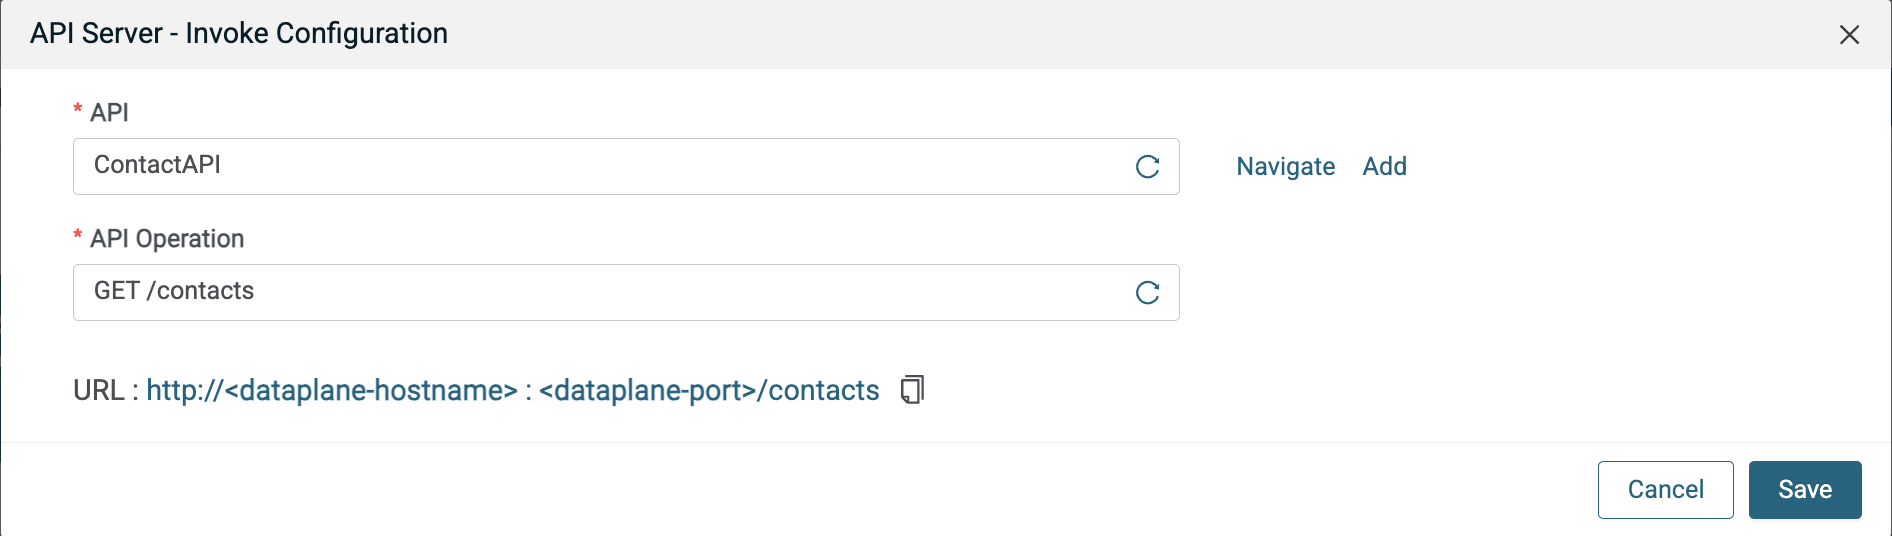 API Server - Invoke Configuration
* API
ContactAPI
Navigate Add
* API Operation
GET /contacts
URL : http://<dataplane-hostname> : <dataplane-port>/contacts
Cancel Save